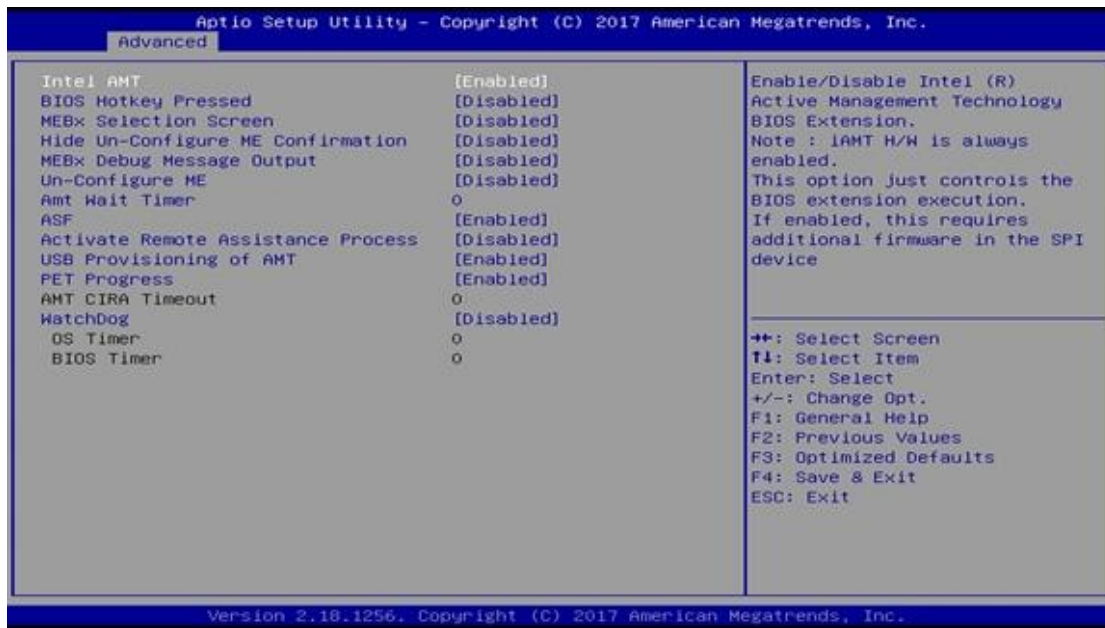 Aptio Setup Utility – Copyright (C) 2017 American Megatrends, Inc.
Advanced
Intel AMT [Enabled]
BIOS Hotkey Pressed [Disabled]
MEBx Selection Screen [Disabled]
Hide Un-Configure ME Confirmation [Disabled]
MEBx Debug Message Output [Disabled]
Un-Configure ME [Disabled]
Amt Wait Timer 0
ASF [Enabled]
Activate Remote Assistance Process [Disabled]
USB Provisioning of AMT [Enabled]
PET Progress [Enabled]
AMT CIRA Timeout 0
WatchDog [Disabled]
OS Timer 0
BIOS Timer 0
Enable/Disable Intel (R)
Active Management Technology
BIOS Extension.
Note : iAMT H/W is always
enabled.
This option just controls the
BIOS extension execution.
If enabled, this requires
additional firmware in the SPI
device
→←: Select Screen
↑↓: Select Item
Enter: Select
+/-: Change Opt.
F1: General Help
F2: Previous Values
F3: Optimized Defaults
F4: Save & Exit
ESC: Exit
Version 2.18.1256. Copyright (C) 2017 American Megatrends, Inc.